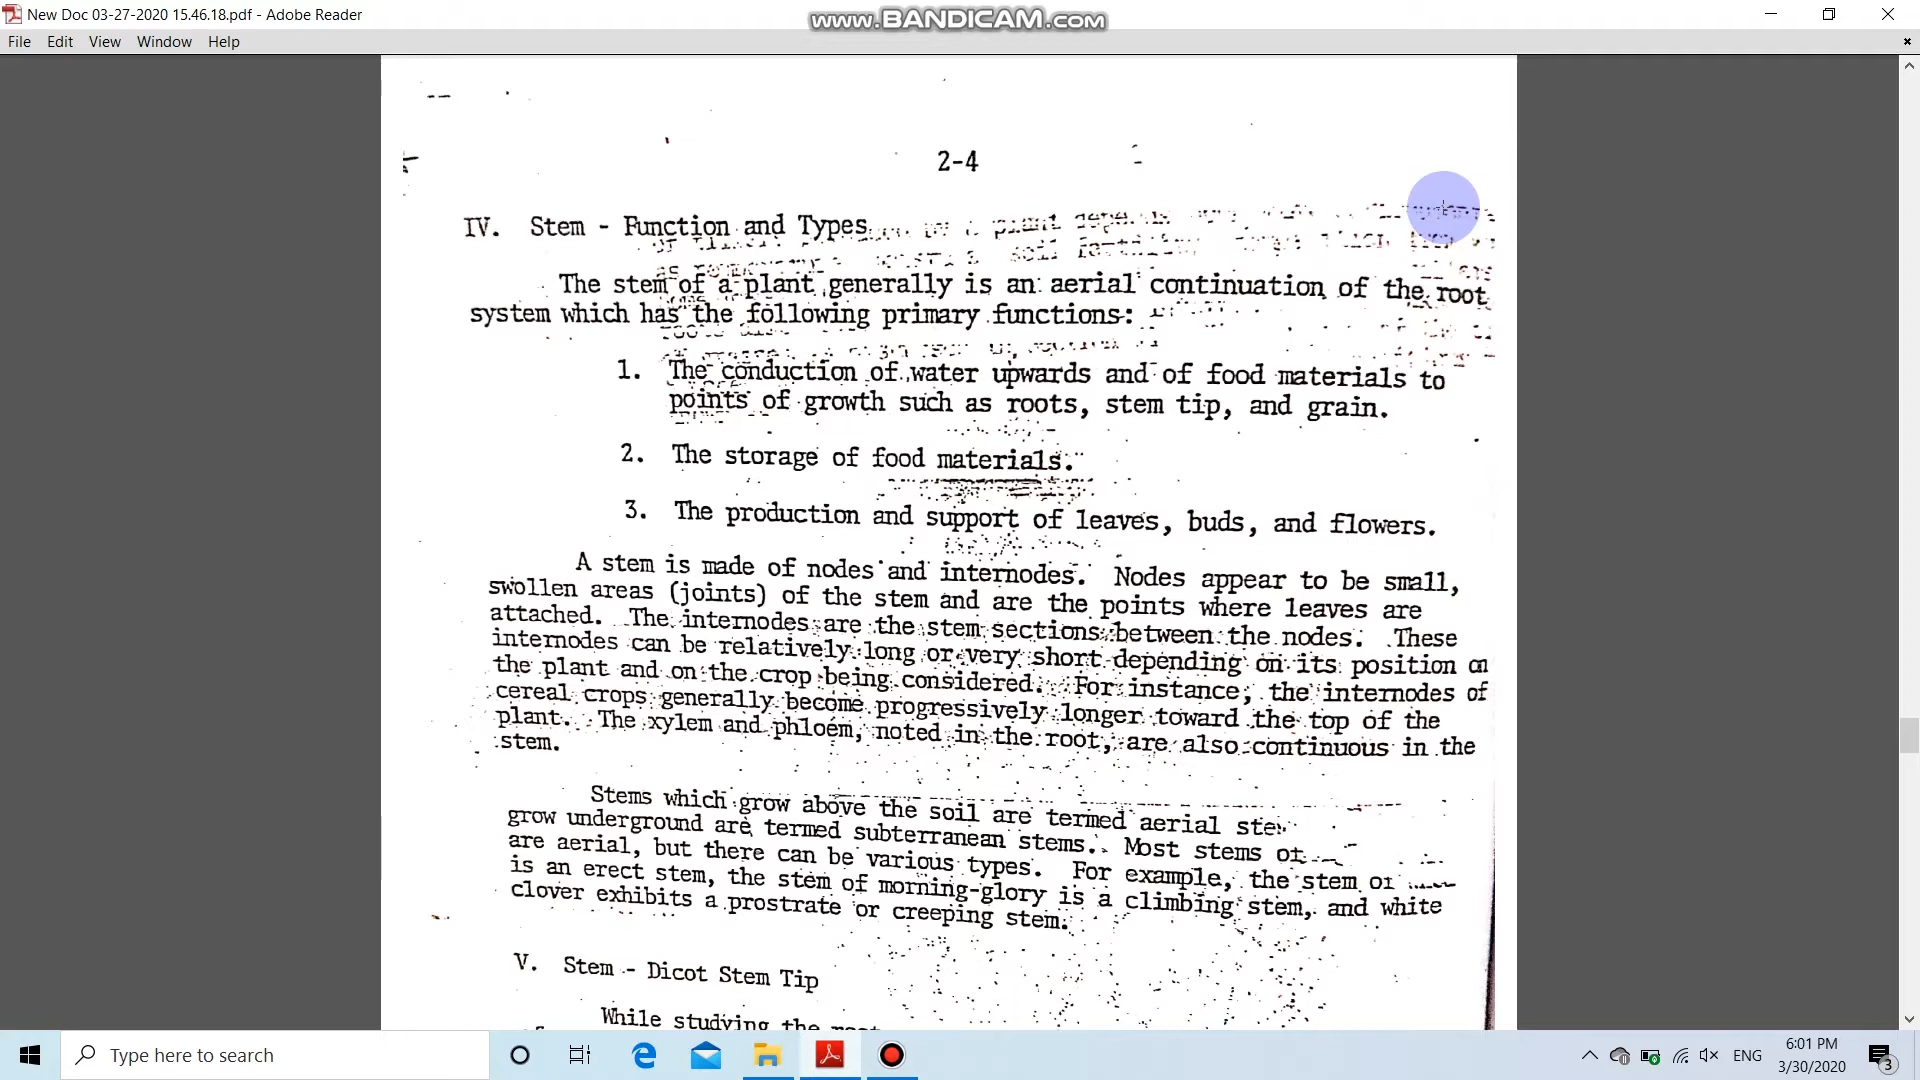 New Doc 03-27-2020 15.46.18.pdf - Adobe Reader
www.BANDICAM.com
File Edit View Window Help
2-4
IV. Stem - Function and Types
The stem of a plant generally is an aerial continuation of the root
system which has the following primary functions:
1. The conduction of water upwards and of food materials to
points of growth such as roots, stem tip, and grain.
2. The storage of food materials.
3. The production and support of leaves, buds, and flowers.
A stem is made of nodes and internodes. Nodes appear to be small,
swollen areas (joints) of the stem and are the points where leaves are
attached. The internodes are the stem sections between the nodes. These
internodes can be relatively long or very short depending on its position on
the plant and on the crop being considered. For instance, the internodes of
cereal crops generally become progressively longer toward the top of the
plant. The xylem and phloem, noted in the root, are also continuous in the
stem.
Stems which grow above the soil are termed aerial
grow underground are termed subterranean stems. Most stems
are aerial, but there can be various types. For example, the stem
is an erect stem, the stem of morning-glory is a climbing stem, and white
clover exhibits a prostrate or creeping stem.
V. Stem - Dicot Stem Tip
While studying the
Type here to search
ENG
6:01 PM
3/30/2020
3